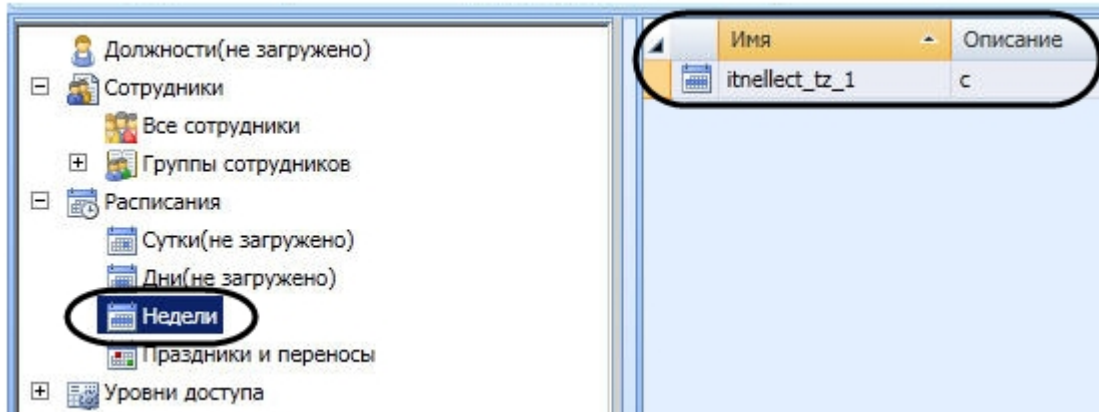 Должности(не загружено)
Сотрудники
Все сотрудники
Группы сотрудников
Расписания
Сутки(не загружено)
Дни(не загружено)
Недели
Праздники и переносы
Уровни доступа
Имя Описание
itnellect_tz_1 с